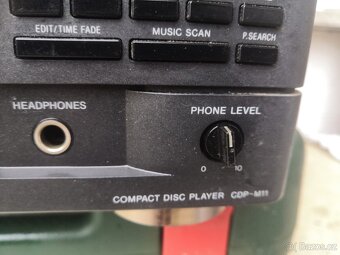 EDIT/TIME FADE MUSIC SCAN P.SEARCH
HEADPHONES PHONE LEVEL
0 10
COMPACT DISC PLAYER CDP-M11